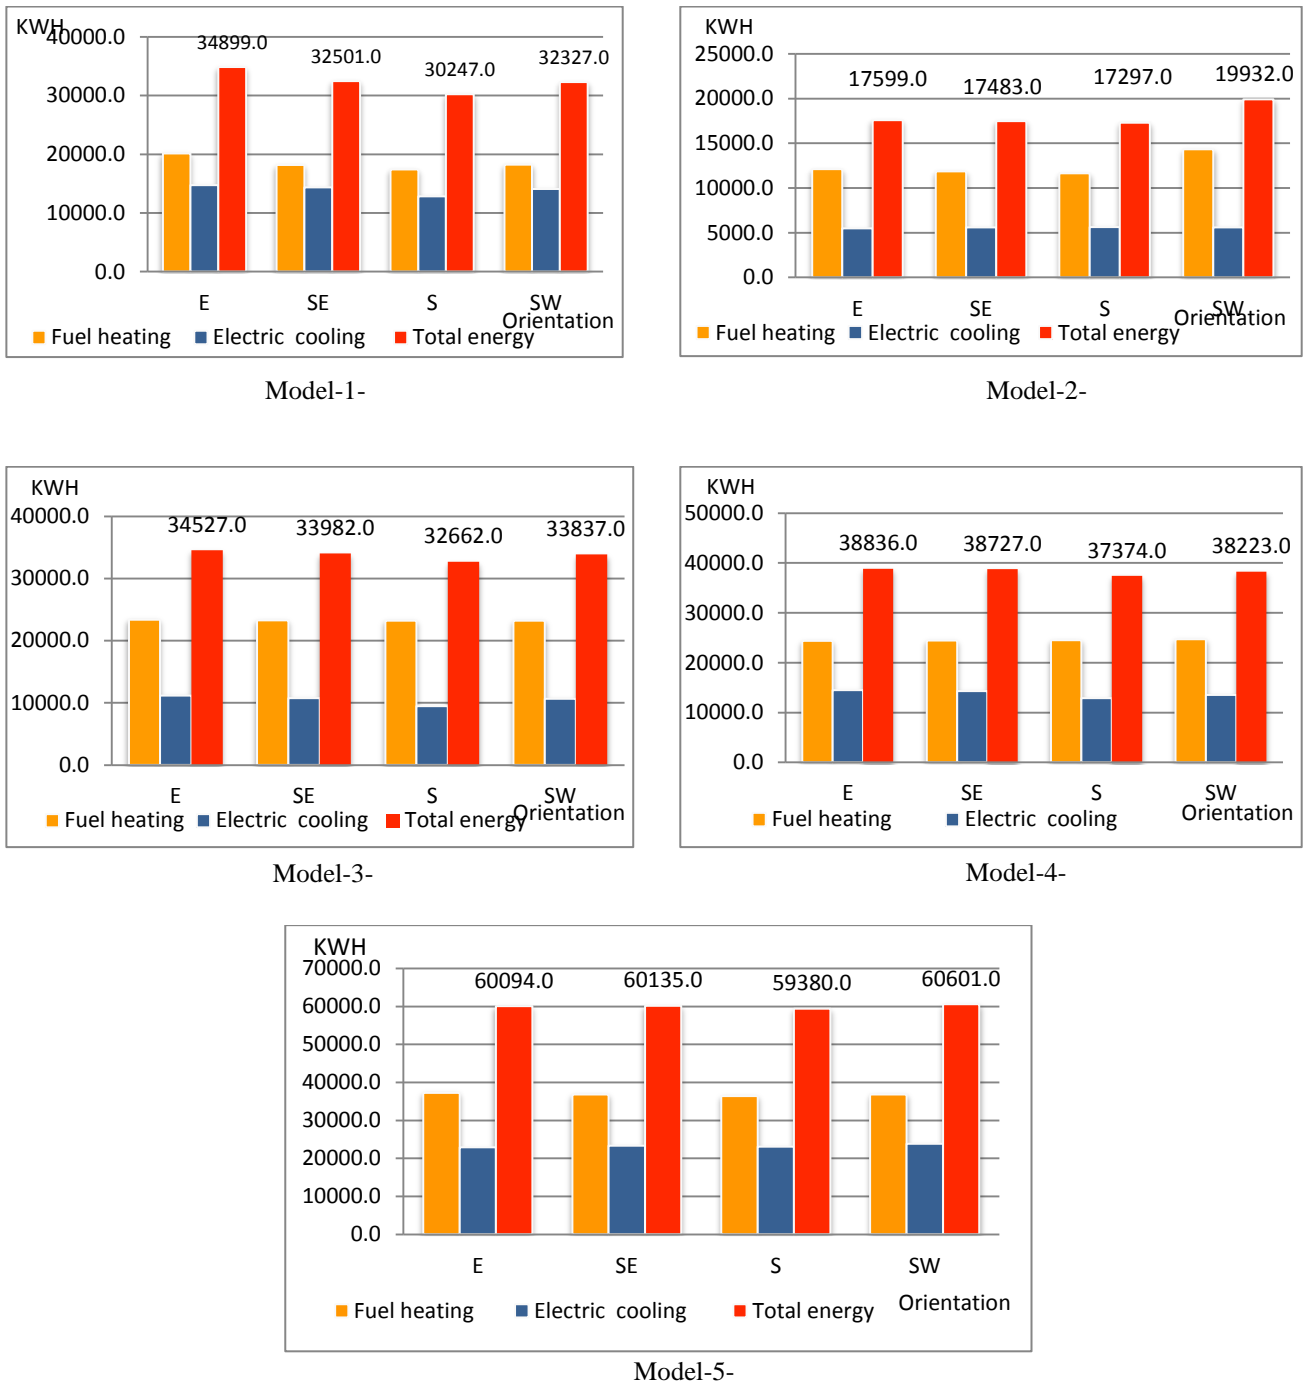 KWH
40000.0
30000.0
20000.0
10000.0
0.0
34899.0
32501.0
30247.0
32327.0
E SE S SW
Orientation
Fuel heating Electric cooling Total energy
Model-1-
KWH
25000.0
20000.0
15000.0
10000.0
5000.0
0.0
17599.0
17483.0
17297.0
19932.0
E SE S SW
Orientation
Fuel heating Electric cooling Total energy
Model-2-
KWH
40000.0
30000.0
20000.0
10000.0
0.0
34527.0
33982.0
32662.0
33837.0
E SE S SW
Orientation
Fuel heating Electric cooling Total energy
Model-3-
KWH
50000.0
40000.0
30000.0
20000.0
10000.0
0.0
38836.0
38727.0
37374.0
38223.0
E SE S SW
Orientation
Fuel heating Electric cooling
Model-4-
KWH
70000.0
60000.0
50000.0
40000.0
30000.0
20000.0
10000.0
0.0
60094.0
60135.0
59380.0
60601.0
E SE S SW
Orientation
Fuel heating Electric cooling Total energy
Model-5-